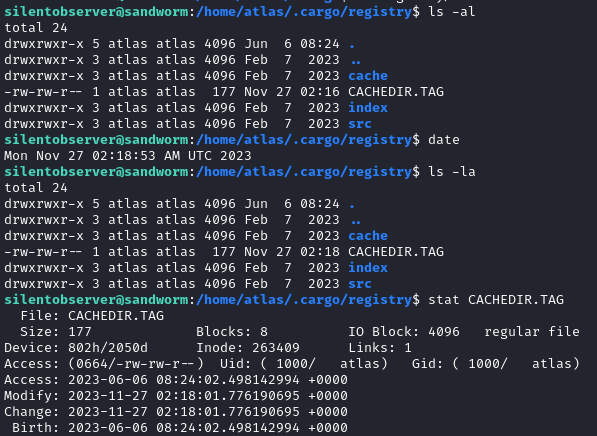 silentobserver@sandworm:/home/atlas/.cargo/registry$ ls -al
total 24
drwxrwxr-x 5 atlas atlas 4096 Jun  6 08:24 .
drwxrwxr-x 3 atlas atlas 4096 Feb  7  2023 ..
drwxrwxr-x 3 atlas atlas 4096 Feb  7  2023 cache
-rw-rw-r-- 1 atlas atlas  177 Nov 27 02:16 CACHEDIR.TAG
drwxrwxr-x 3 atlas atlas 4096 Feb  7  2023 index
drwxrwxr-x 3 atlas atlas 4096 Feb  7  2023 src
silentobserver@sandworm:/home/atlas/.cargo/registry$ date
Mon Nov 27 02:18:53 AM UTC 2023
silentobserver@sandworm:/home/atlas/.cargo/registry$ ls -la
total 24
drwxrwxr-x 5 atlas atlas 4096 Jun  6 08:24 .
drwxrwxr-x 3 atlas atlas 4096 Feb  7  2023 ..
drwxrwxr-x 3 atlas atlas 4096 Feb  7  2023 cache
-rw-rw-r-- 1 atlas atlas  177 Nov 27 02:18 CACHEDIR.TAG
drwxrwxr-x 3 atlas atlas 4096 Feb  7  2023 index
drwxrwxr-x 3 atlas atlas 4096 Feb  7  2023 src
silentobserver@sandworm:/home/atlas/.cargo/registry$ stat CACHEDIR.TAG
  File: CACHEDIR.TAG
  Size: 177             Blocks: 8          IO Block: 4096   regular file
Device: 802h/2050d      Inode: 263409      Links: 1
Access: (0664/-rw-rw-r--)  Uid: ( 1000/   atlas)   Gid: ( 1000/   atlas)
Access: 2023-06-06 08:24:02.498142994 +0000
Modify: 2023-11-27 02:18:01.776190695 +0000
Change: 2023-11-27 02:18:01.776190695 +0000
 Birth: 2023-06-06 08:24:02.498142994 +0000